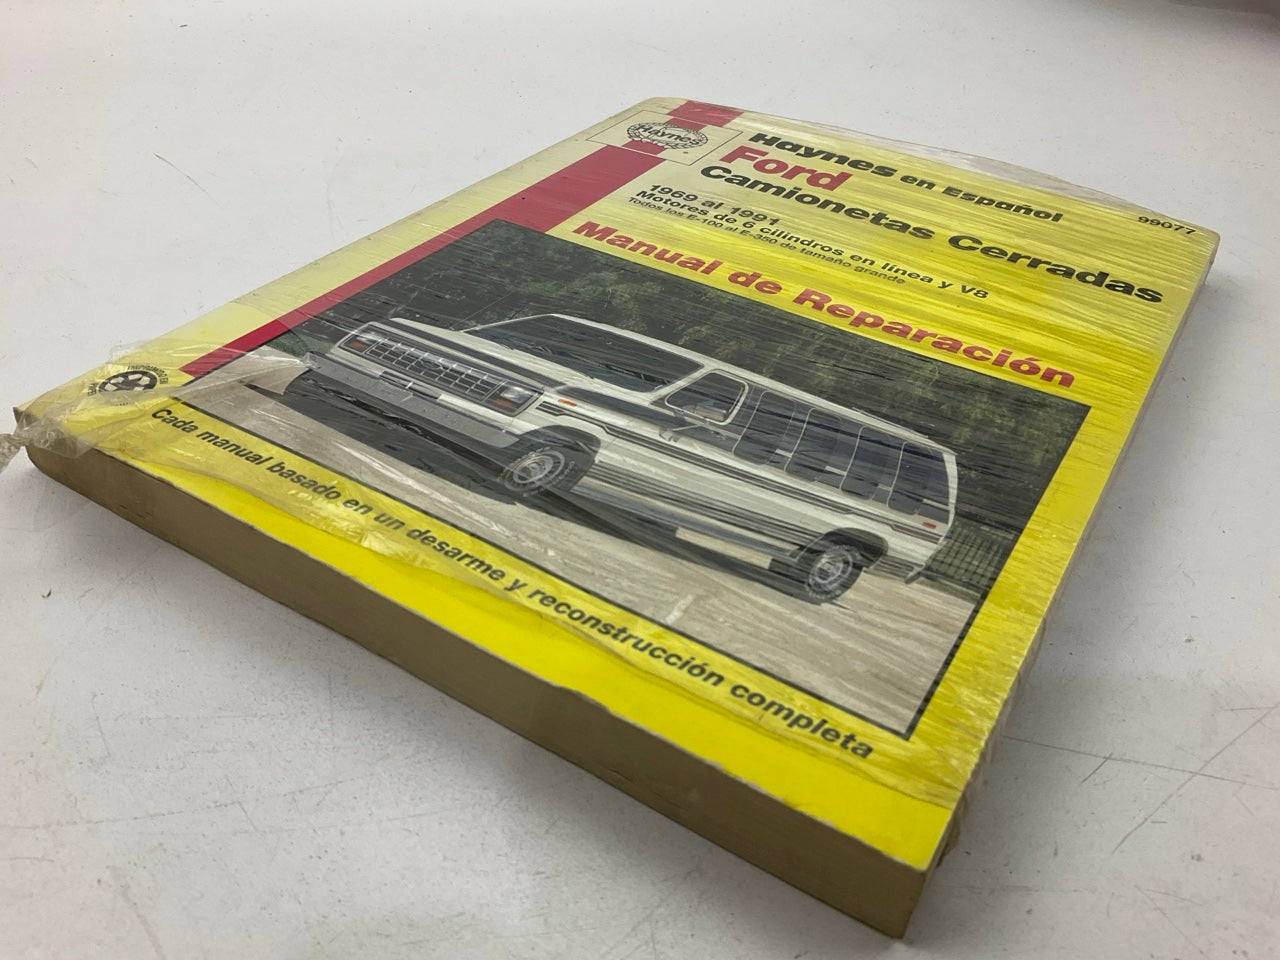 Haynes
Haynes en Español
Ford
Camionetas Cerradas
99077
1969 al 1991
Motores de 6 cilindros en línea y V8
Todos los E-100 al E-350 de tamaño grande
Manual de Reparación
Cada manual basado en un desarme y reconstrucción completa